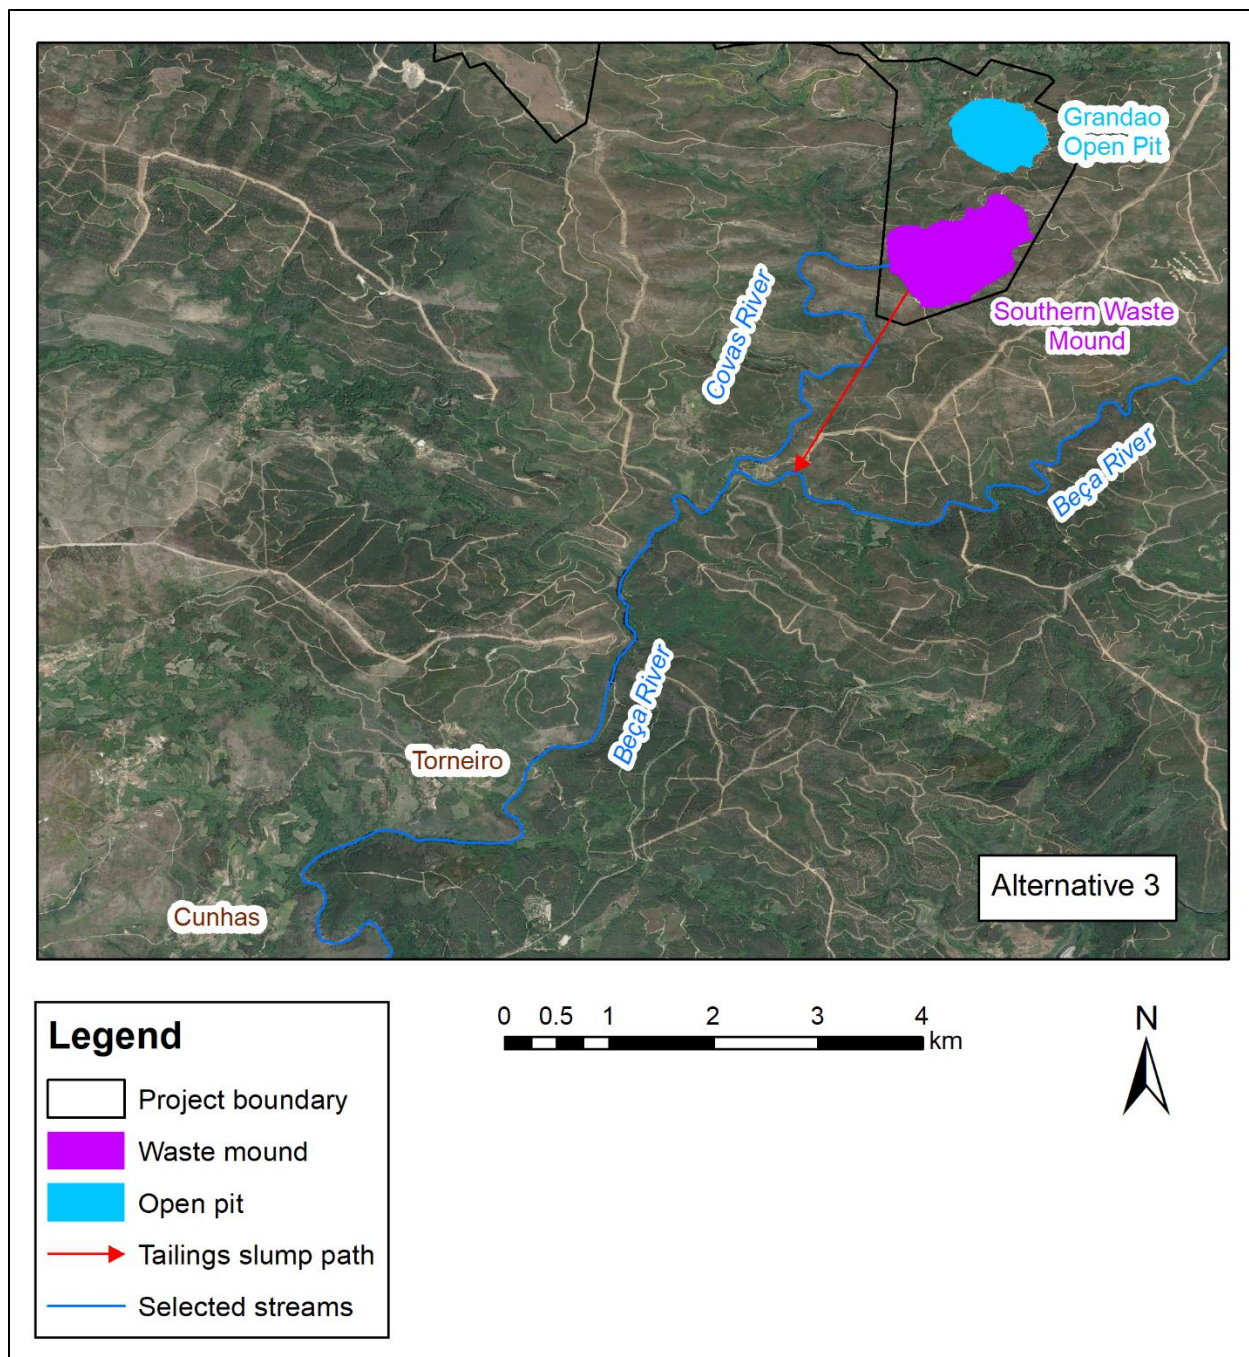 Grandao
Open Pit
Covas River
Southern Waste
Mound
Beça River
Beça River
Torneiro
Cunhas
Alternative 3
Legend
Project boundary
Waste mound
Open pit
Tailings slump path
Selected streams
0 0.5 1 2 3 4
km
N